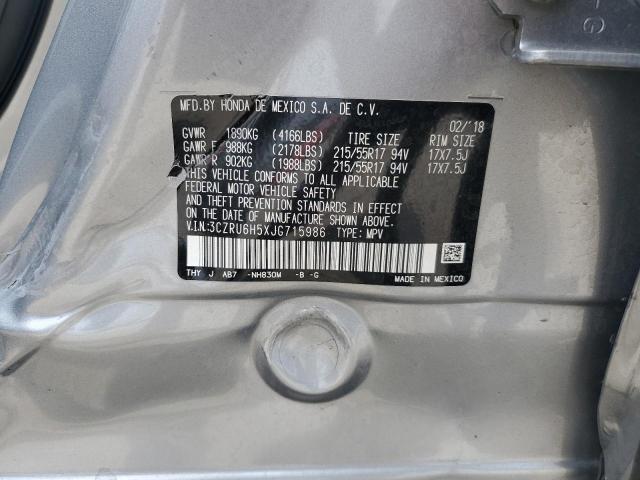 G
MFD.BY HONDA DE MEXICO S.A. DE C.V.
02/'18
GVWR 1890KG (4166LBS) TIRE SIZE RIM SIZE
GAWR F 988KG (2178LBS) 215/55R17 94V 17X7.5J
GAWR R 902KG (1988LBS) 215/55R17 94V 17X7.5J
THIS VEHICLE CONFORMS TO ALL APPLICABLE
FEDERAL MOTOR VEHICLE SAFETY
AND THEFT PREVENTION STANDARDS IN EFFECT
ON THE DATE OF MANUFACTURE SHOWN ABOVE.
V.I.N:3CZRU6H5XJG715986 TYPE: MPV
THY J AB7 -NH830M -B -G
MADE IN MEXICO